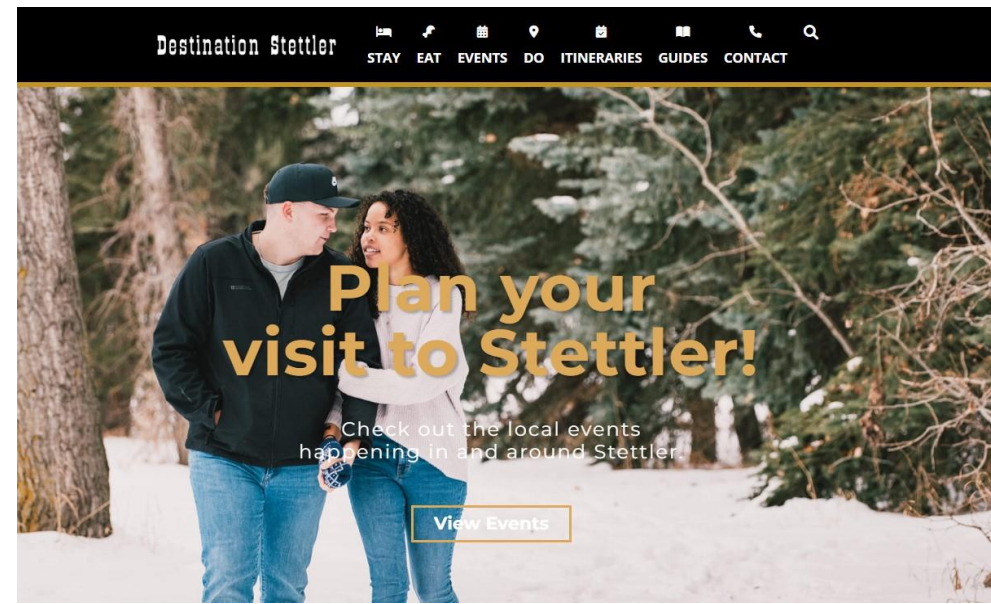 Destination Stettler
STAY EAT EVENTS DO ITINERARIES GUIDES CONTACT
Plan your
visit to Stettler!
Check out the local events
happening in and around Stettler.
View Events